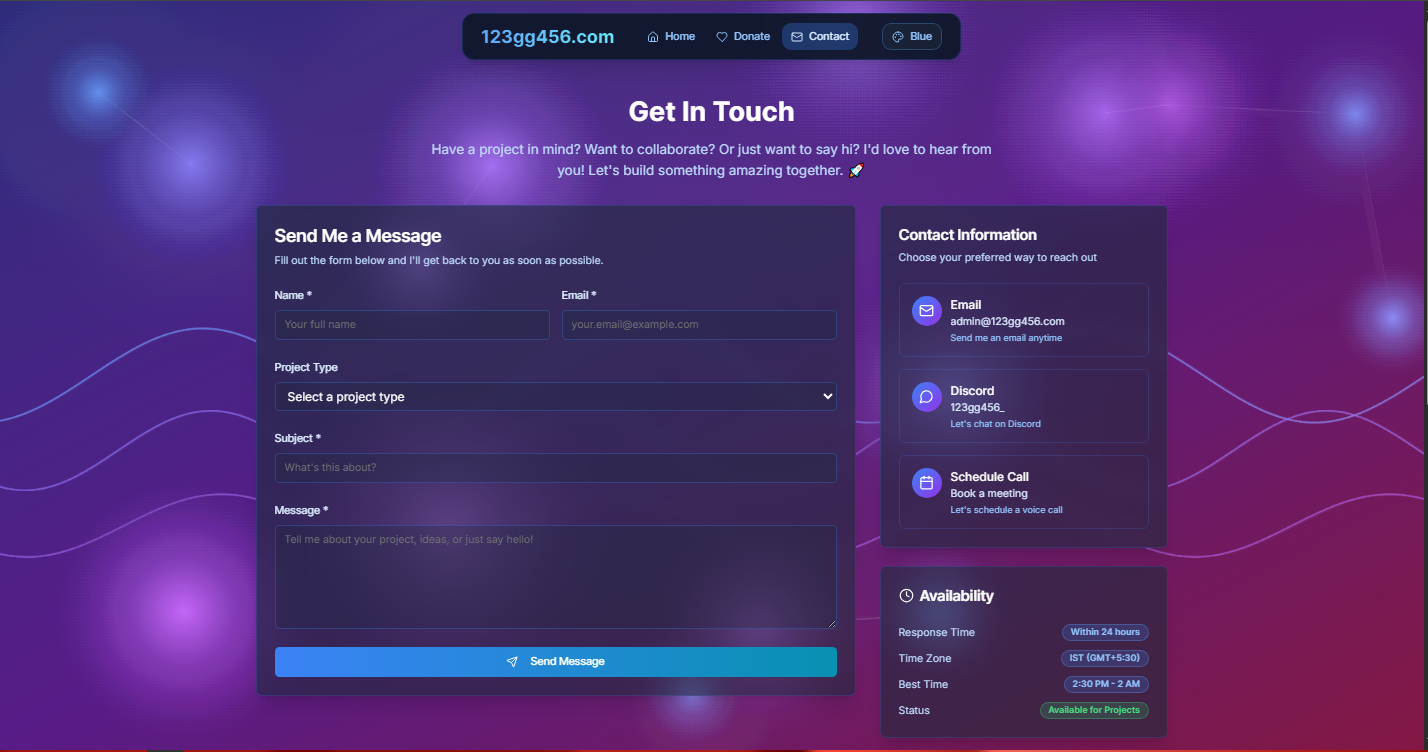 123gg456.com
Home
Donate
Contact
Blue
Get In Touch
Have a project in mind? Want to collaborate? Or just want to say hi? I'd love to hear from
you! Let's build something amazing together. 🚀
Send Me a Message
Fill out the form below and I'll get back to you as soon as possible.
Name *
Email *
Your full name
your.email@example.com
Project Type
Select a project type
Subject *
What's this about?
Message *
Tell me about your project, ideas, or just say hello!
Send Message
Contact Information
Choose your preferred way to reach out
Email
admin@123gg456.com
Send me an email anytime
Discord
123gg456_
Let's chat on Discord
Schedule Call
Book a meeting
Let's schedule a voice call
Availability
Response Time
Within 24 hours
Time Zone
IST (GMT+5:30)
Best Time
2:30 PM - 2 AM
Status
Available for Projects